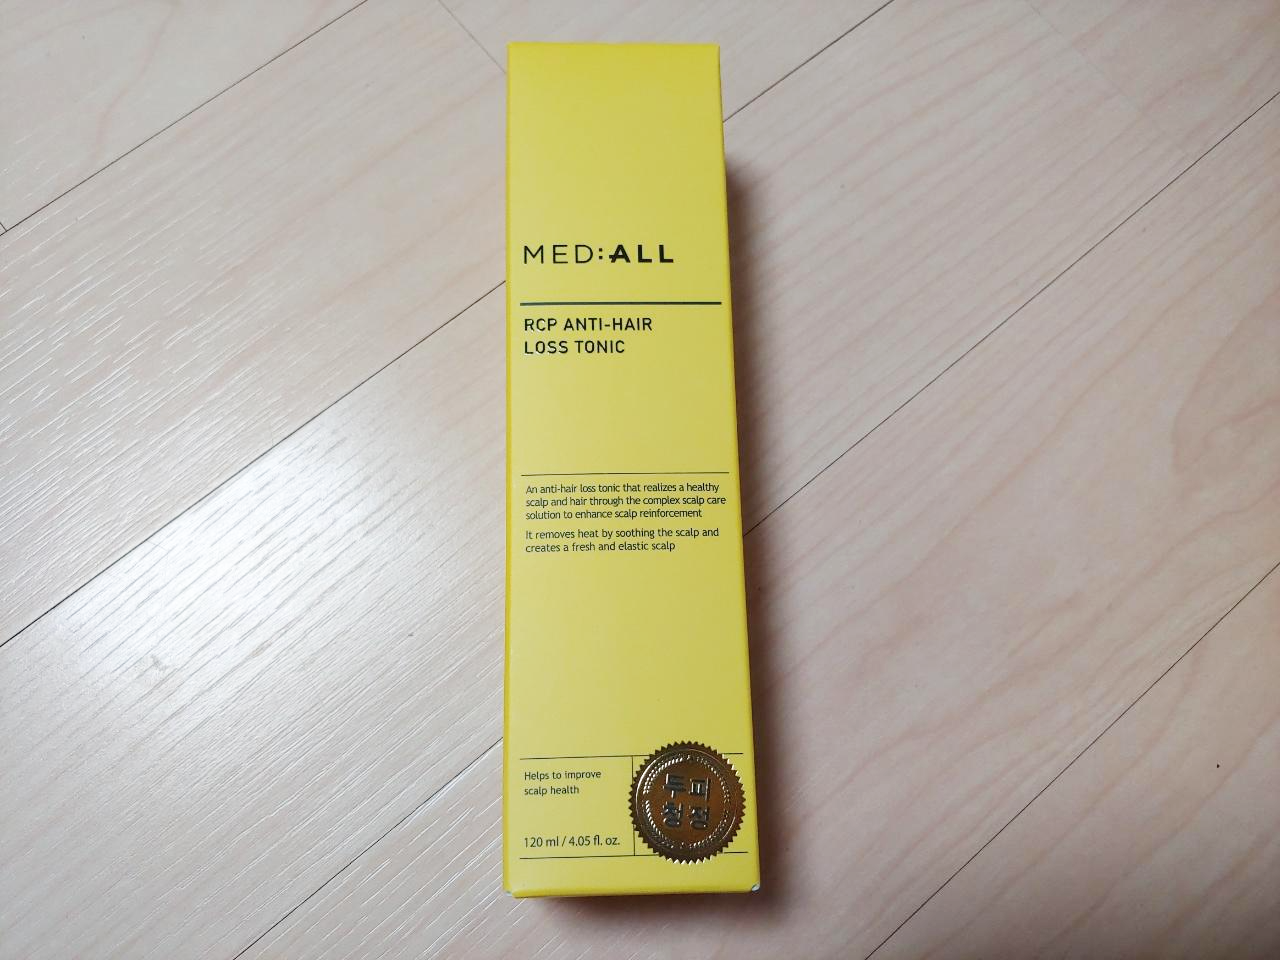 MED:ALL
RCP ANTI-HAIR
LOSS TONIC
An anti-hair loss tonic that realizes a healthy
scalp and hair through the complex scalp care
solution to enhance scalp reinforcement
It removes heat by soothing the scalp and
creates a fresh and elastic scalp
Helps to improve
scalp health
120 ml / 4.05 fl. oz.
두피
청정